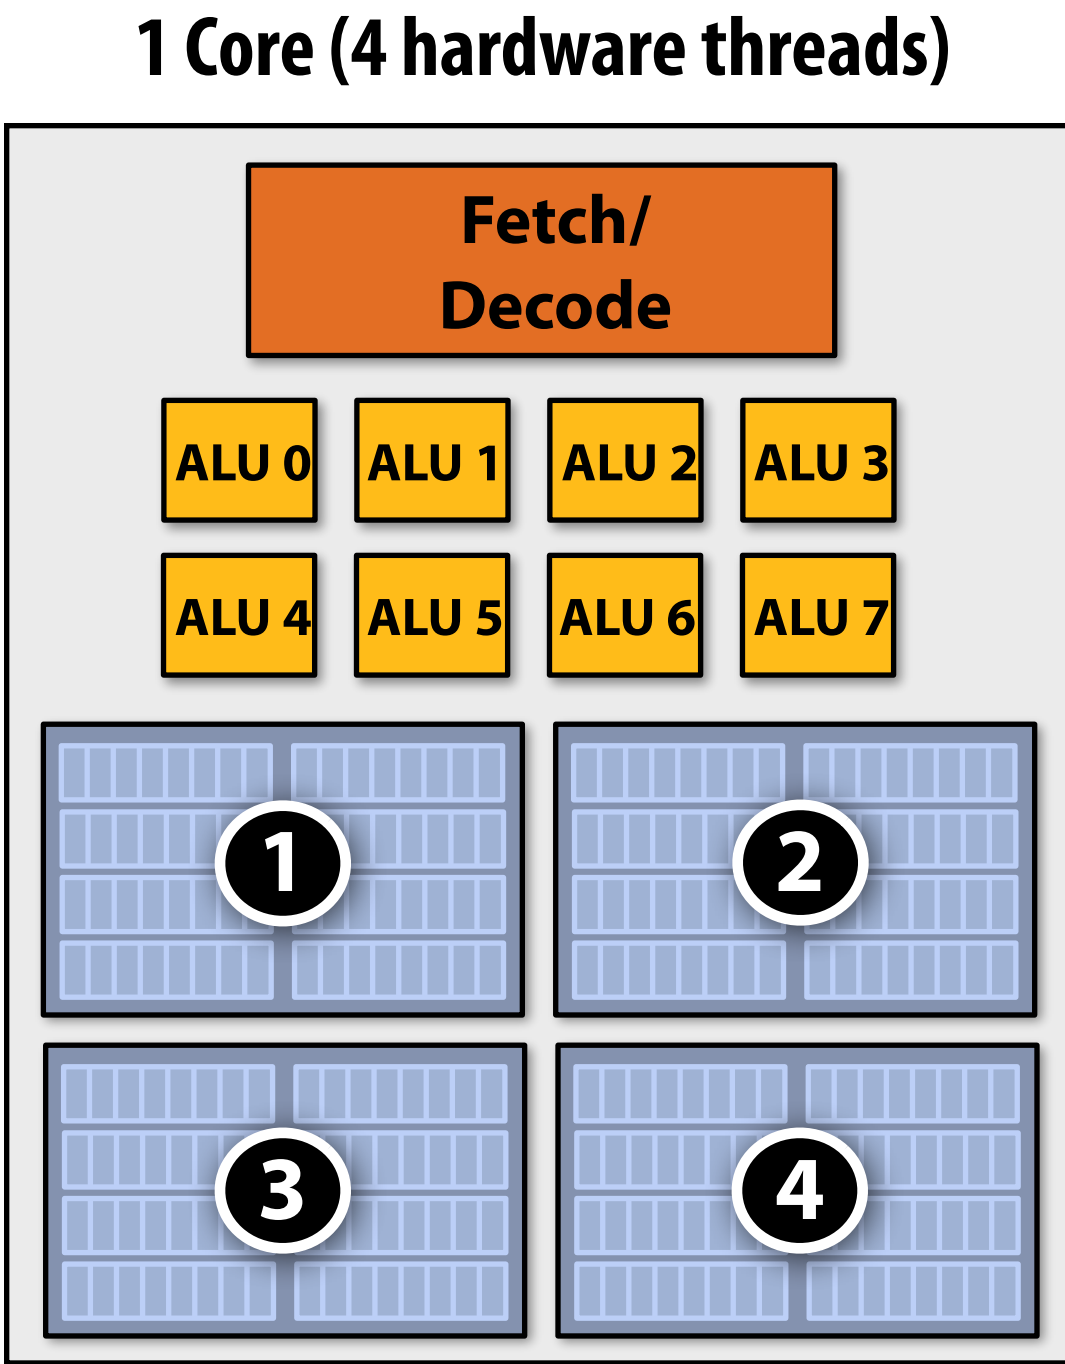 1 Core (4 hardware threads)
Fetch/
Decode
ALU 0 ALU 1 ALU 2 ALU 3
ALU 4 ALU 5 ALU 6 ALU 7
1 2
3 4